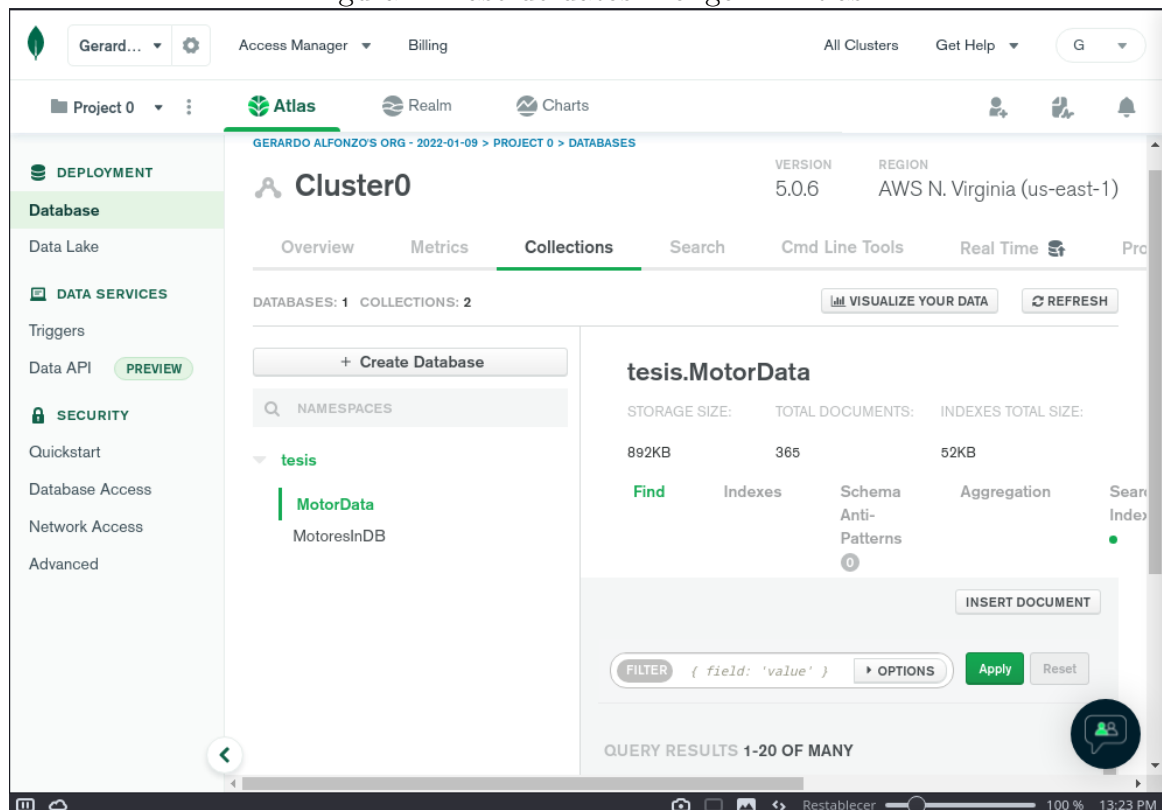 Gerard...
Access Manager
Billing
All Clusters
Get Help
G
Project 0
Atlas
Realm
Charts
GERARDO ALFONZO'S ORG - 2022-01-09 > PROJECT 0 > DATABASES
DEPLOYMENT
Database
Data Lake
DATA SERVICES
Triggers
Data API PREVIEW
SECURITY
Quickstart
Database Access
Network Access
Advanced
Cluster0
VERSION
5.0.6
REGION
AWS N. Virginia (us-east-1)
Overview
Metrics
Collections
Search
Cmd Line Tools
Real Time
Pro
DATABASES: 1 COLLECTIONS: 2
VISUALIZE YOUR DATA
REFRESH
+ Create Database
NAMESPACES
tesis
MotorData
MotoresInDB
tesis.MotorData
STORAGE SIZE:
TOTAL DOCUMENTS:
INDEXES TOTAL SIZE:
892KB
365
52KB
Find
Indexes
Schema
Anti-
Patterns
0
Aggregation
Sear
Index
INSERT DOCUMENT
FILTER { field: 'value' }
OPTIONS
Apply
Reset
QUERY RESULTS 1-20 OF MANY
Restablecer
100 %
13:23 PM